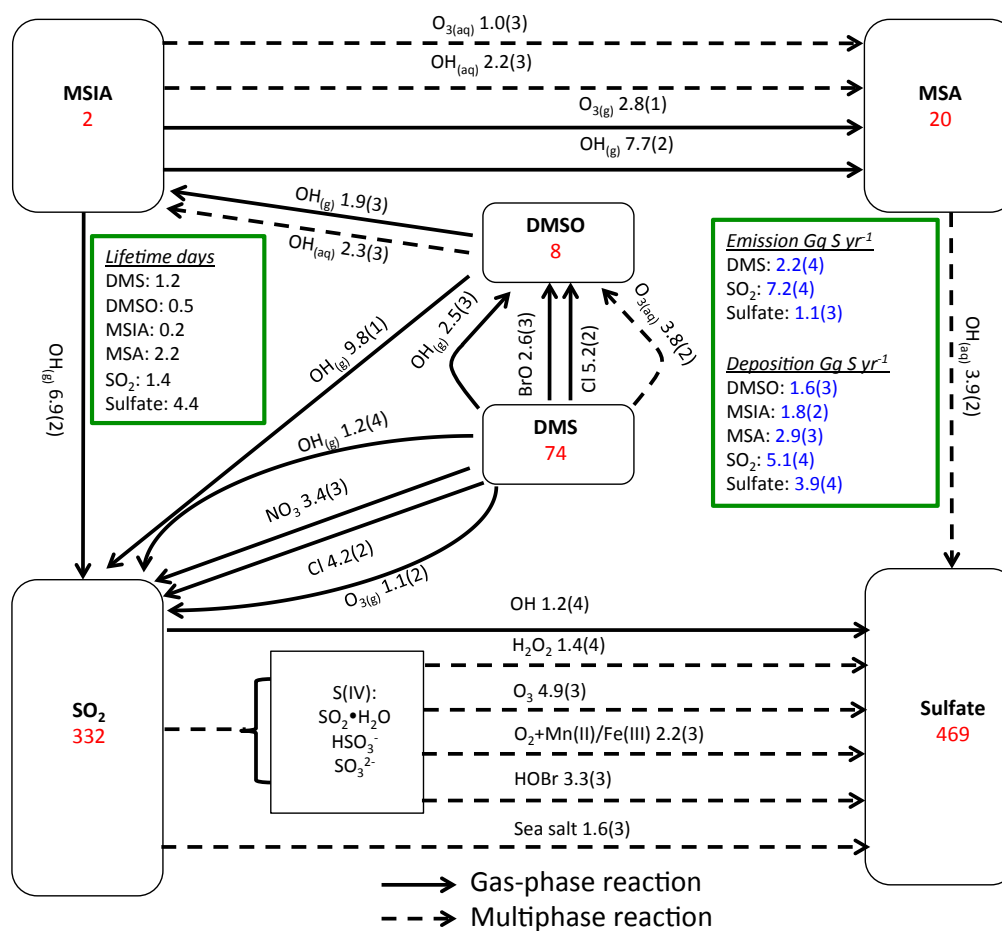 O3(aq) 1.0(3)
OH(aq) 2.2(3)
O3(g) 2.8(1)
OH(g) 7.7(2)
MSIA
2
MSA
20
OH(g) 1.9(3)
OH(aq) 2.3(3)
DMSO
8
Lifetime days
DMS: 1.2
DMSO: 0.5
MSIA: 0.2
MSA: 2.2
SO2: 1.4
Sulfate: 4.4
Emission Gg S yr-1
DMS: 2.2(4)
SO2: 7.2(4)
Sulfate: 1.1(3)
Deposition Gg S yr-1
DMSO: 1.6(3)
MSIA: 1.8(2)
MSA: 2.9(3)
SO2: 5.1(4)
Sulfate: 3.9(4)
OH(g) 6.9(2)
OH(g) 9.8(1)
OH(g) 2.5(3)
BrO 2.6(3)
Cl 5.2(2)
O3(aq) 3.8(2)
OH(aq) 3.9(2)
DMS
74
OH(g) 1.2(4)
NO3 3.4(3)
Cl 4.2(2)
O3(g) 1.1(2)
OH 1.2(4)
H2O2 1.4(4)
O3 4.9(3)
O2+Mn(II)/Fe(III) 2.2(3)
HOBr 3.3(3)
Sea salt 1.6(3)
S(IV):
SO2•H2O
HSO3-
SO32-
SO2
332
Sulfate
469
Gas-phase reaction
Multiphase reaction